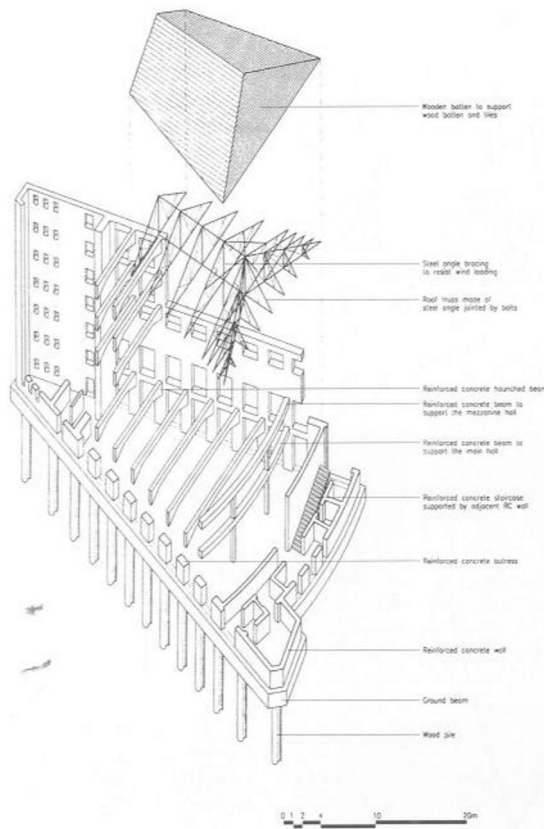 Wooden batten to support
wood batten and tiles
Steel angle bracing
to resist wind loading
Roof truss made of
steel angle jointed by bolts
Reinforced concrete haunched beam
Reinforced concrete beam to
support the mezzanine hall
Reinforced concrete beam to
support the main hall
Reinforced concrete staircase
supported by adjacent RC wall
Reinforced concrete butress
Reinforced concrete wall
Ground beam
Wood pile
0 1 2 4 10 20m